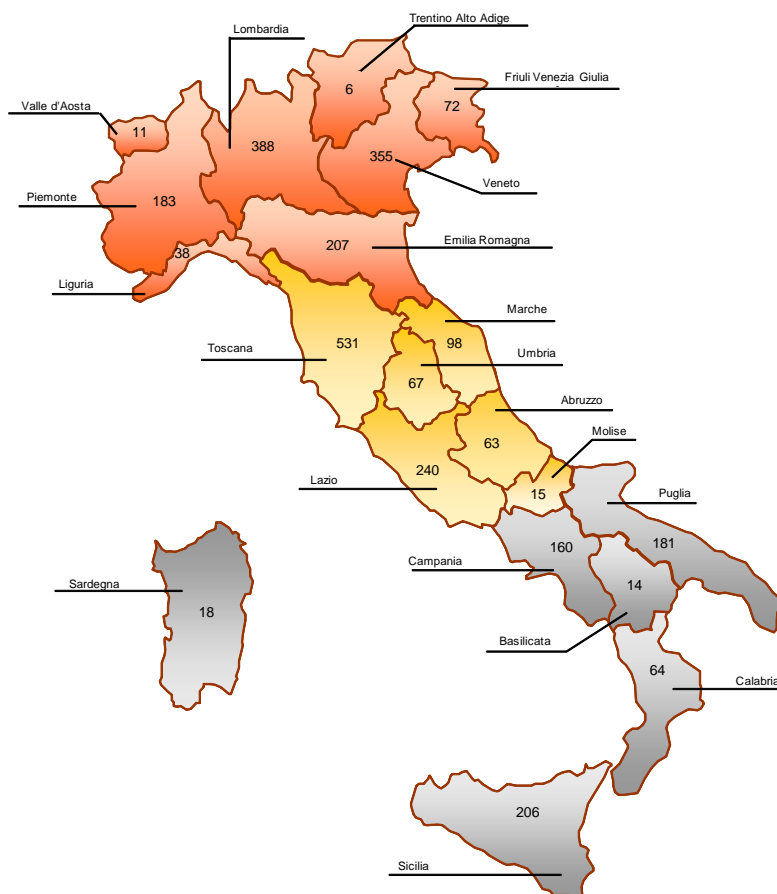 Trentino Alto Adige
Lombardia
Friuli Venezia Giulia
6
Valle d'Aosta
72
11
388
355
Veneto
183
Piemonte
207
Emilia Romagna
38
Liguria
Marche
531
98
Toscana
Umbria
67
Abruzzo
63
Molise
240
Lazio
15
Puglia
160
181
Campania
Sardegna
14
18
Basilicata
64
Calabria
206
Sicilia